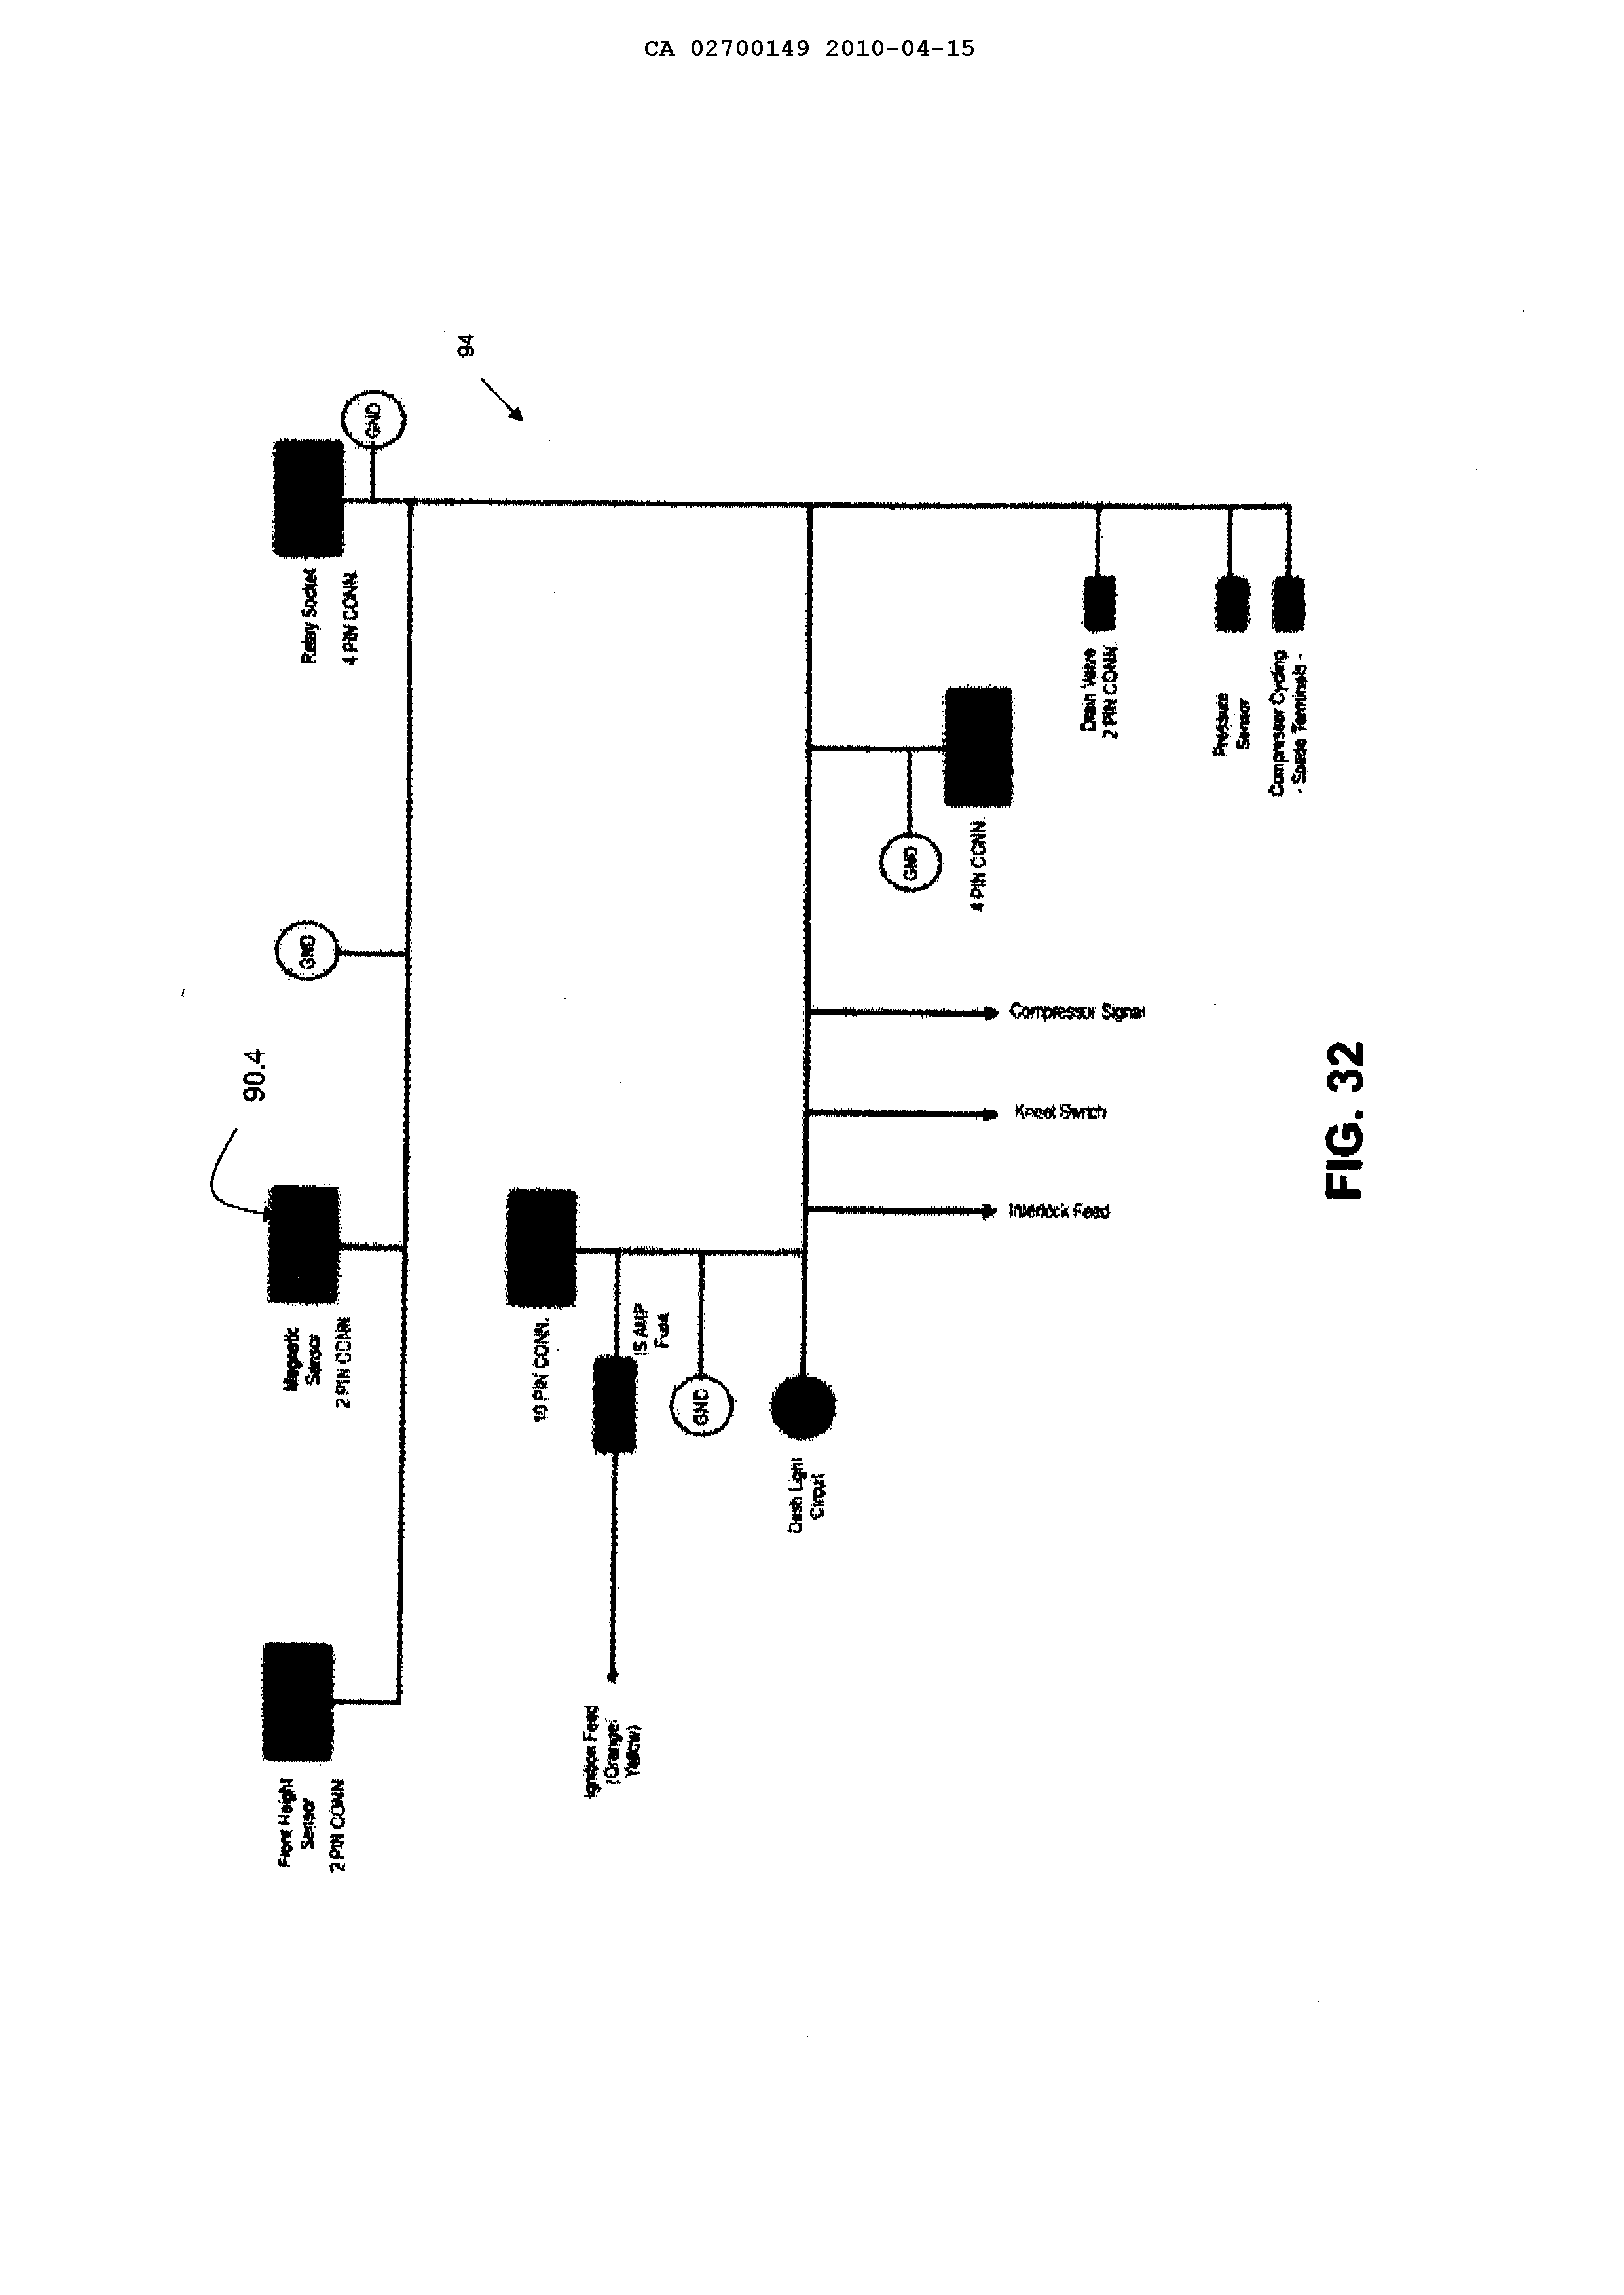 CA 02700149 2010-04-15
94
GND
Relay Socket
4 PIN CONN.
GND
90.4
Magnetic
Sensor
2 PIN CONN
Front Height
Sensor
2 PIN CONN
10 PIN CONN.
15 AMP
Fuse
GND
Ignition Feed
(Orange/
Yellow)
Dash Light
Circuit
GND
4 PIN CONN
Drain Valve
2 PIN CONN.
Pressure
Sensor
Compressor Cycling
- Spade Terminals -
Compressor Signal
Kneel Switch
Interlock Feed
FIG. 32